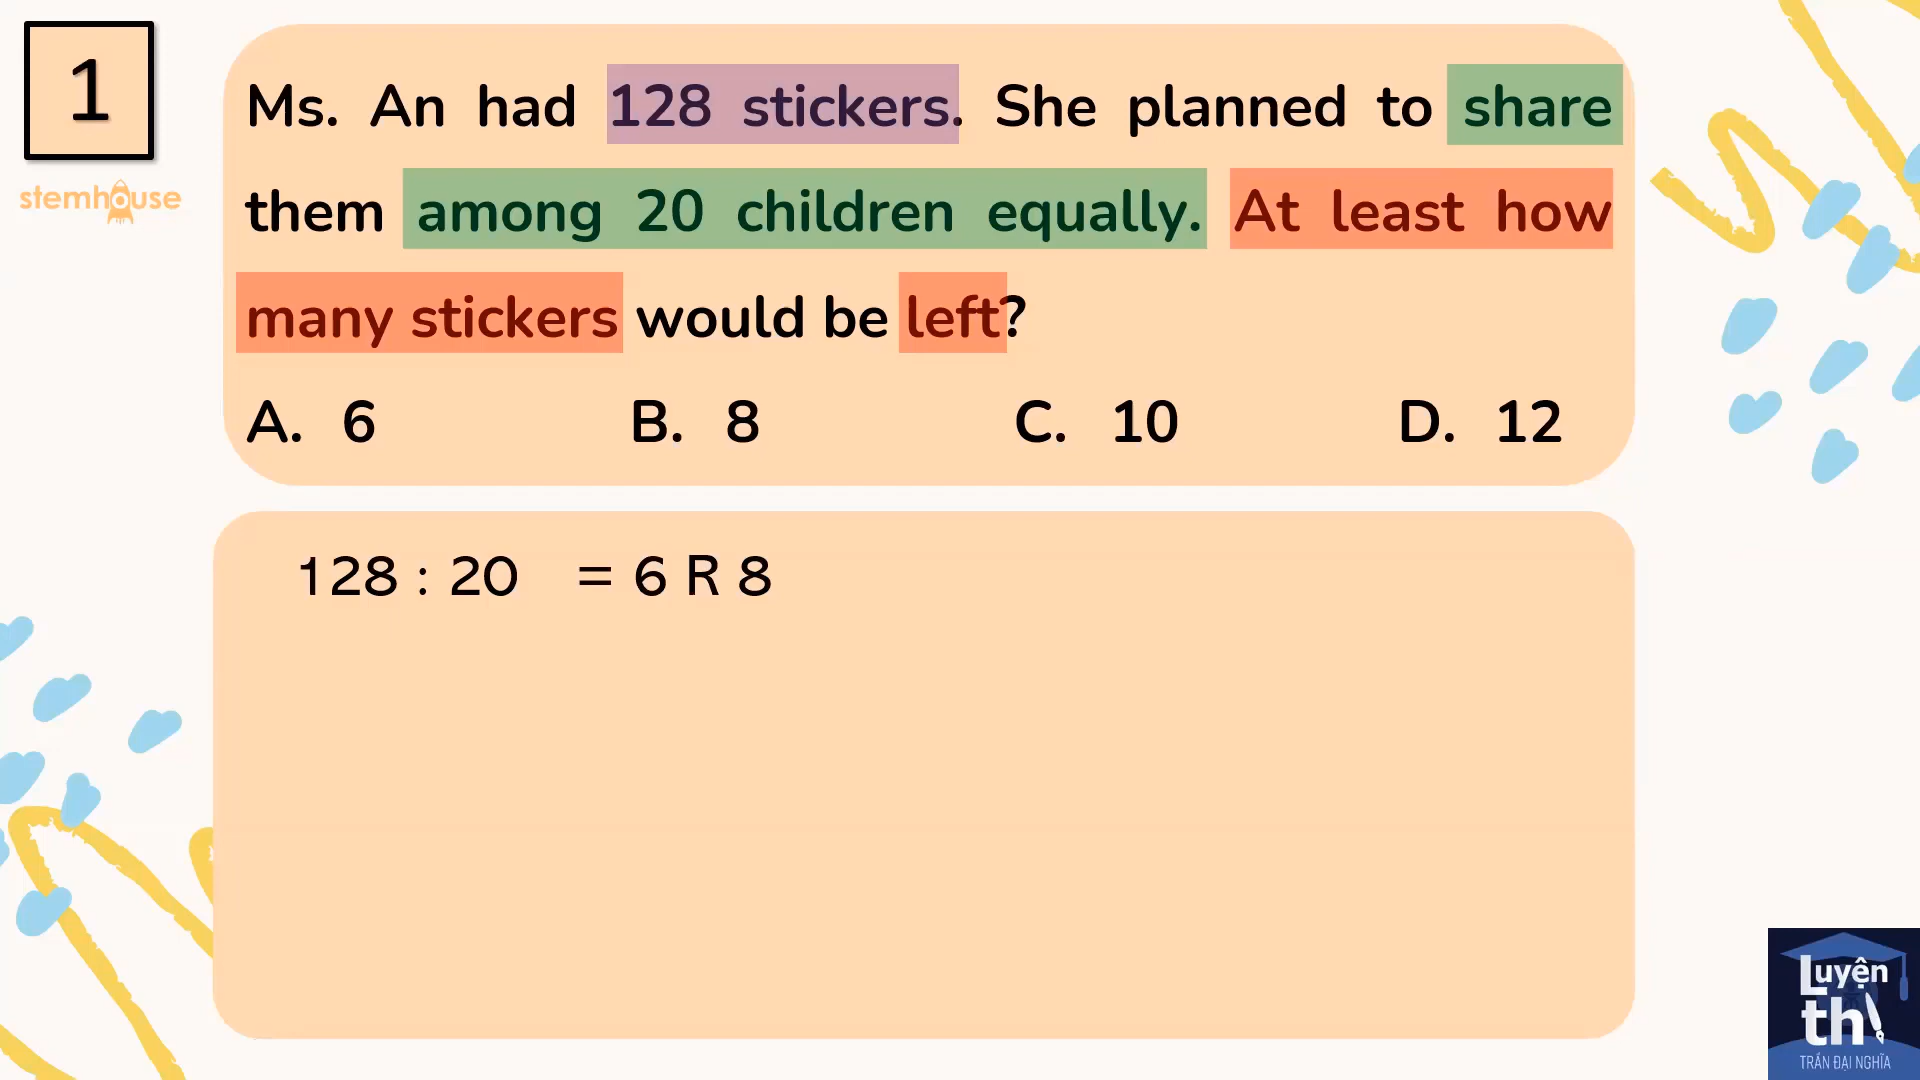 1
stemhouse
Ms. An had 128 stickers. She planned to share
them among 20 children equally. At least how
many stickers would be left?
A. 6 B. 8 C. 10 D. 12
128 : 20 = 6 R 8
Luyện
thi
TRẦN ĐẠI NGHĨA